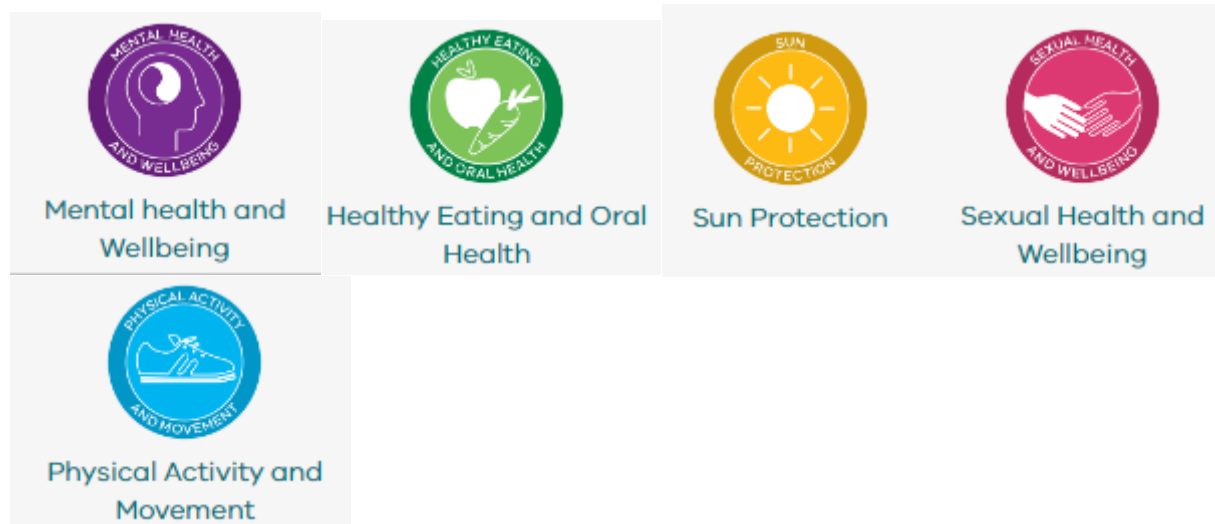 MENTAL HEALTH
AND WELLBEING
Mental health and
Wellbeing
HEALTHY EATING
AND ORAL HEALTH
Healthy Eating and Oral
Health
SUN
PROTECTION
Sun Protection
SEXUAL HEALTH
AND WELLBEING
Sexual Health and
Wellbeing
PHYSICAL ACTIVITY
AND MOVEMENT
Physical Activity and
Movement